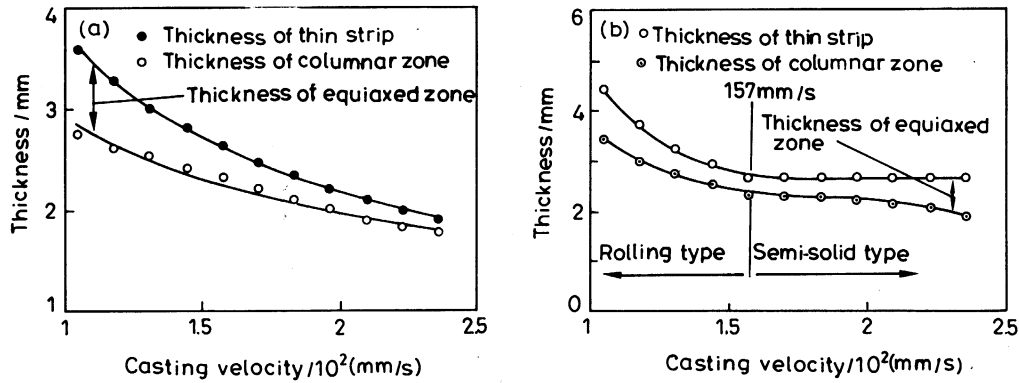 (a)
Thickness of thin strip
Thickness of columnar zone
Thickness of equiaxed zone
Thickness/mm
4
3
2
1
1
1.5
2
2.5
Casting velocity/10²(mm/s)
(b)
Thickness of thin strip
Thickness of columnar zone
157mm/s
Thickness of equiaxed
zone
Rolling type
Semi-solid type
Thickness/mm
6
4
2
0
1
1.5
2
2.5
Casting velocity/10²(mm/s)